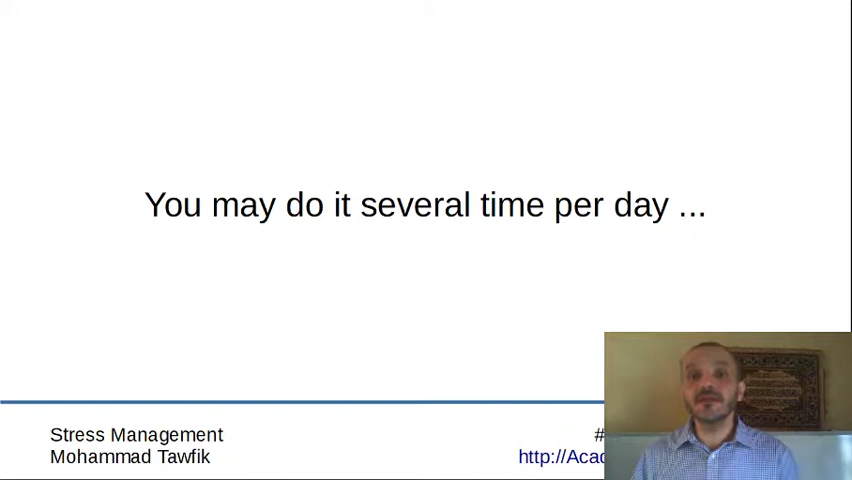 You may do it several time per day ...
Stress Management
#
Mohammad Tawfik
http://Acad